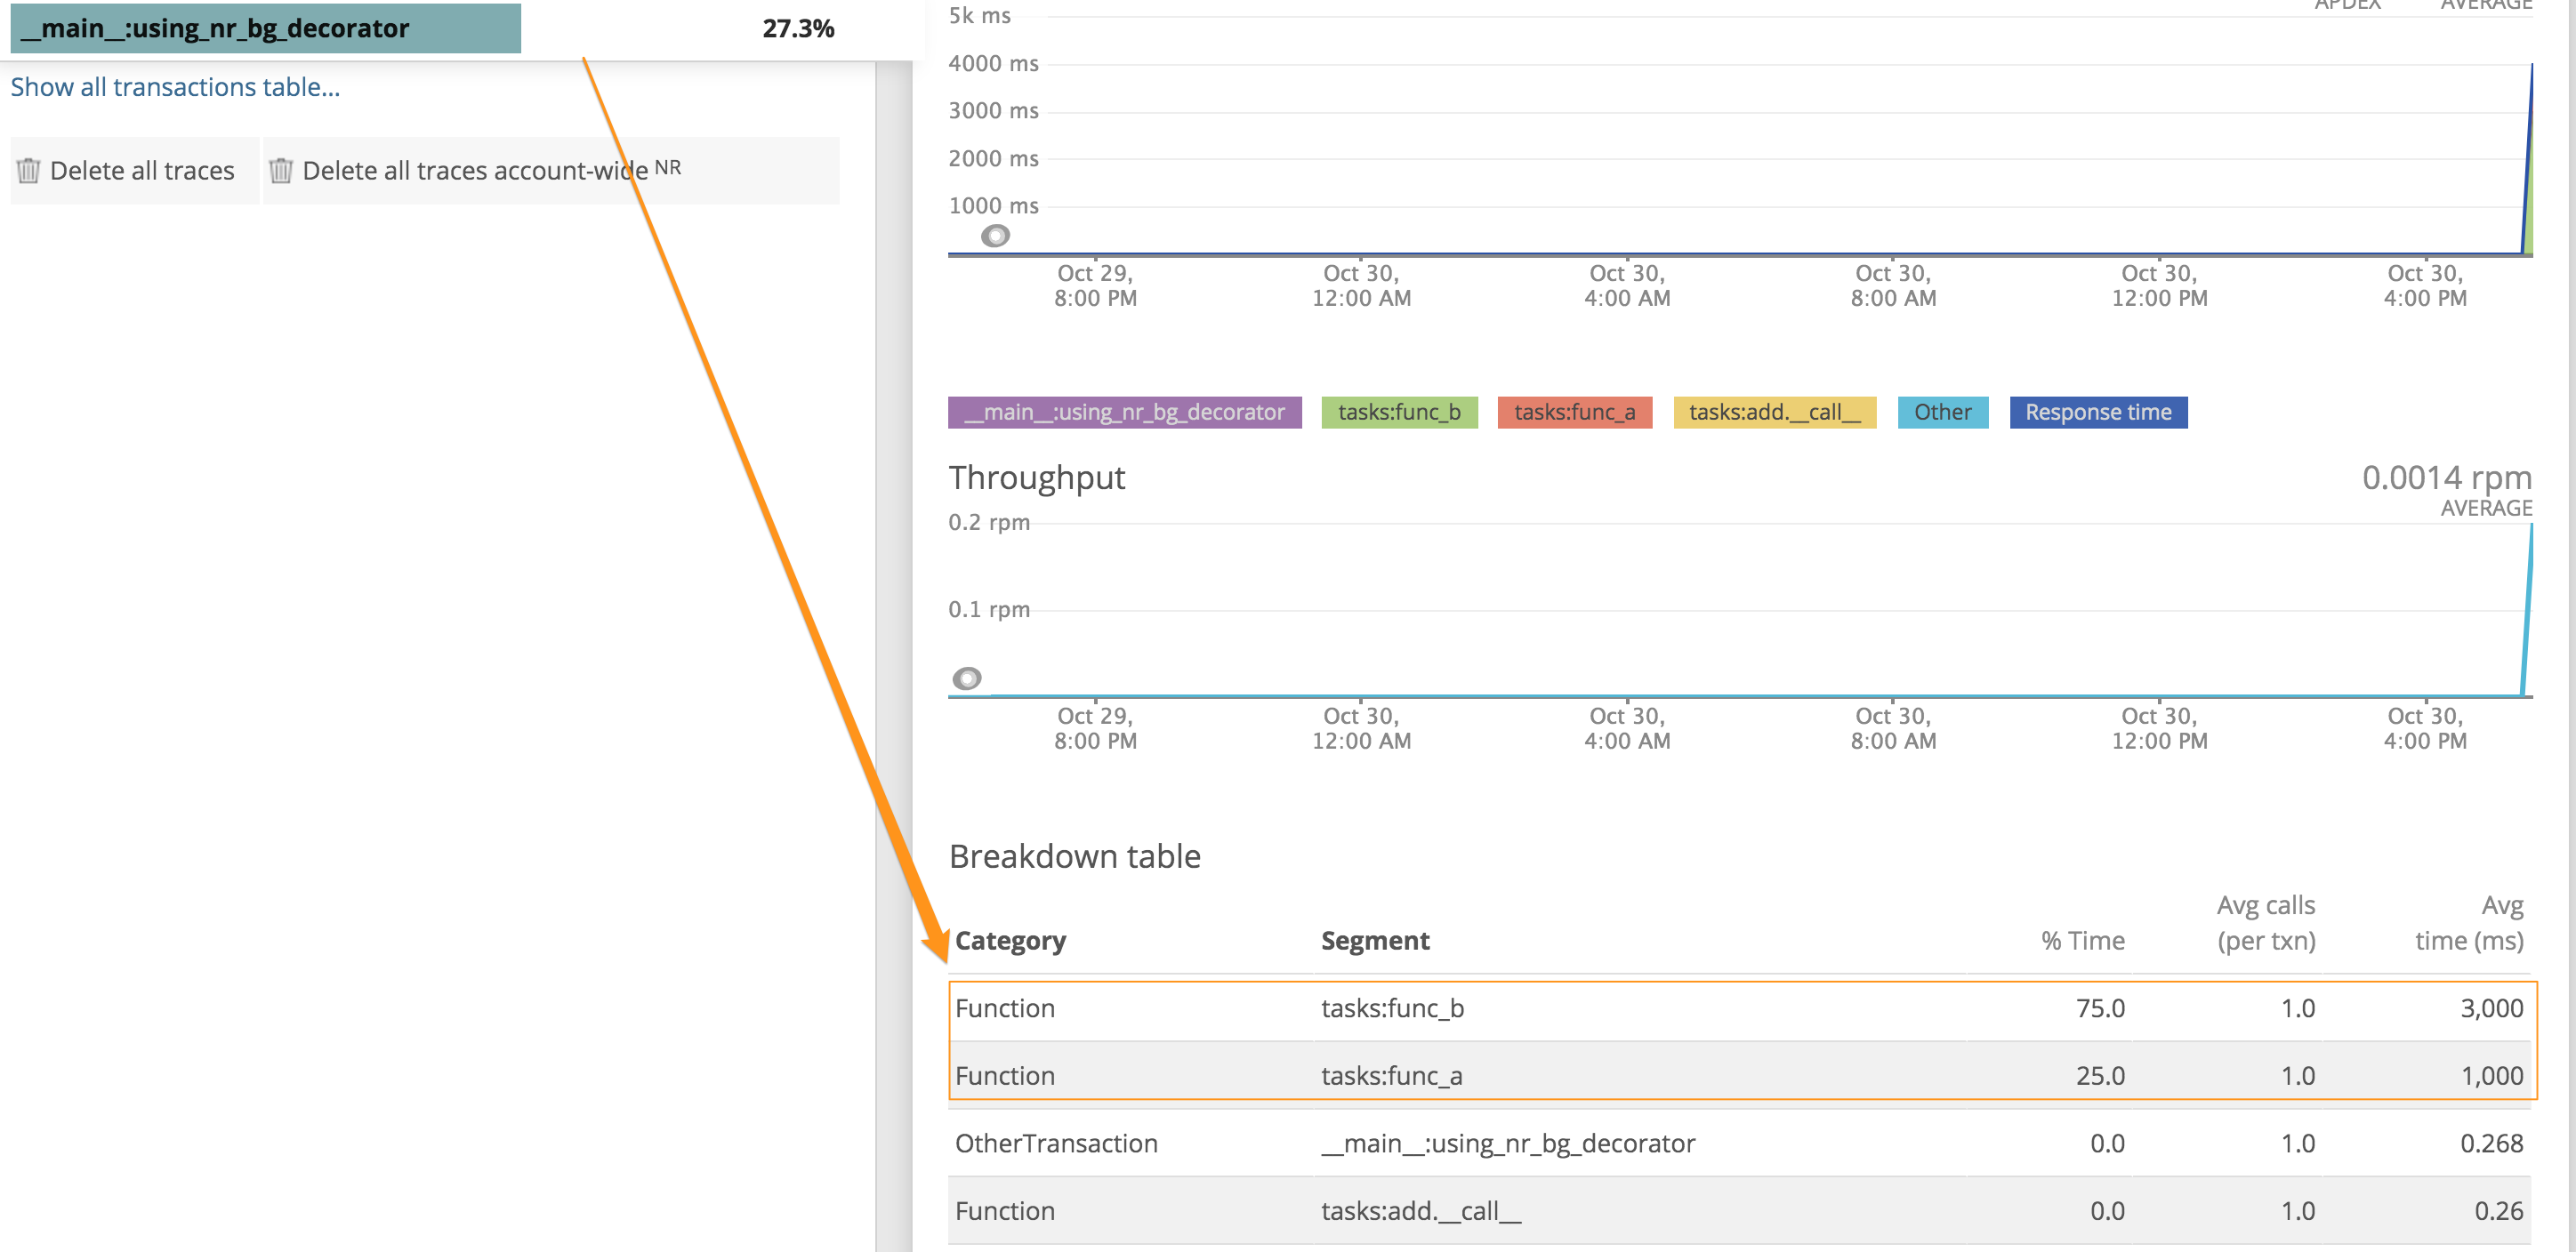 __main__:using_nr_bg_decorator 27.3%
Show all transactions table...
Delete all traces Delete all traces account-wide NR
APDEX AVERAGE
5k ms
4000 ms
3000 ms
2000 ms
1000 ms
Oct 29, Oct 30, Oct 30, Oct 30, Oct 30, Oct 30,
8:00 PM 12:00 AM 4:00 AM 8:00 AM 12:00 PM 4:00 PM
__main__:using_nr_bg_decorator tasks:func_b tasks:func_a tasks:add.__call__ Other Response time
Throughput 0.0014 rpm
AVERAGE
0.2 rpm
0.1 rpm
Oct 29, Oct 30, Oct 30, Oct 30, Oct 30, Oct 30,
8:00 PM 12:00 AM 4:00 AM 8:00 AM 12:00 PM 4:00 PM
Breakdown table
Avg calls Avg
Category Segment % Time (per txn) time (ms)
Function tasks:func_b 75.0 1.0 3,000
Function tasks:func_a 25.0 1.0 1,000
OtherTransaction __main__:using_nr_bg_decorator 0.0 1.0 0.268
Function tasks:add.__call__ 0.0 1.0 0.26